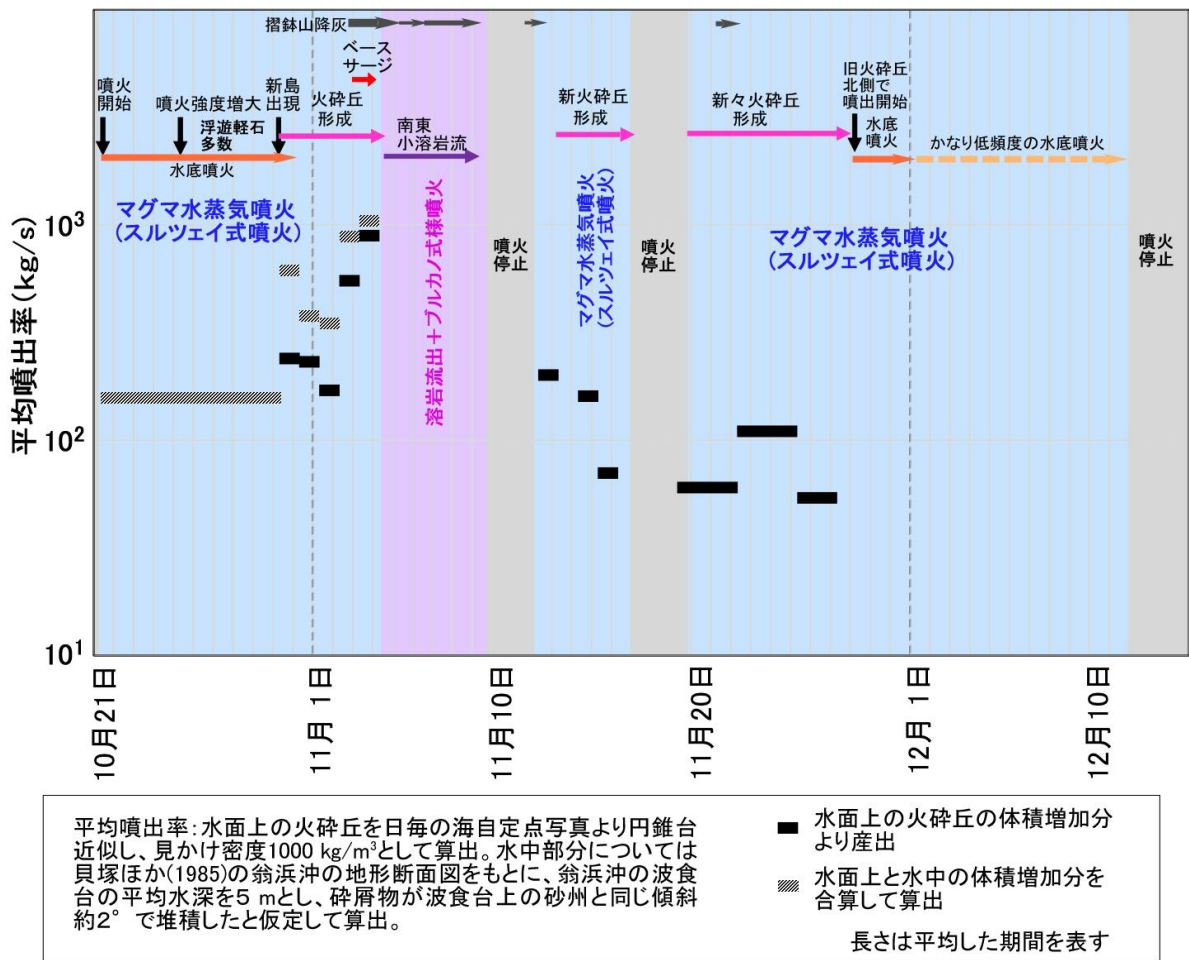 摺鉢山降灰
ベース
サージ
噴火
開始
噴火強度増大
新島
出現
火砕丘
形成
浮遊軽石
多数
水底噴火
南東
小溶岩流
新火砕丘
形成
新々火砕丘
形成
旧火砕丘
北側で
噴出開始
水底
噴火
かなり低頻度の水底噴火
マグマ水蒸気噴火
(スルツェイ式噴火)
溶岩流出+ブルカノ式様噴火
噴火
停止
マグマ水蒸気噴火
(スルツェイ式噴火)
噴火
停止
マグマ水蒸気噴火
(スルツェイ式噴火)
噴火
停止
平均噴出率(kg/s)
10³
10²
10¹
10月21日
11月 1日
11月10日
11月20日
12月 1日
12月10日
平均噴出率:水面上の火砕丘を日毎の海自定点写真より円錐台
近似し、見かけ密度1000 kg/m³として算出。水中部分については
貝塚ほか(1985)の翁浜沖の地形断面図をもとに、翁浜沖の波食
台の平均水深を5 mとし、砕屑物が波食台上の砂州と同じ傾斜
約2°で堆積したと仮定して算出。
水面上の火砕丘の体積増加分
より産出
水面上と水中の体積増加分を
合算して算出
長さは平均した期間を表す